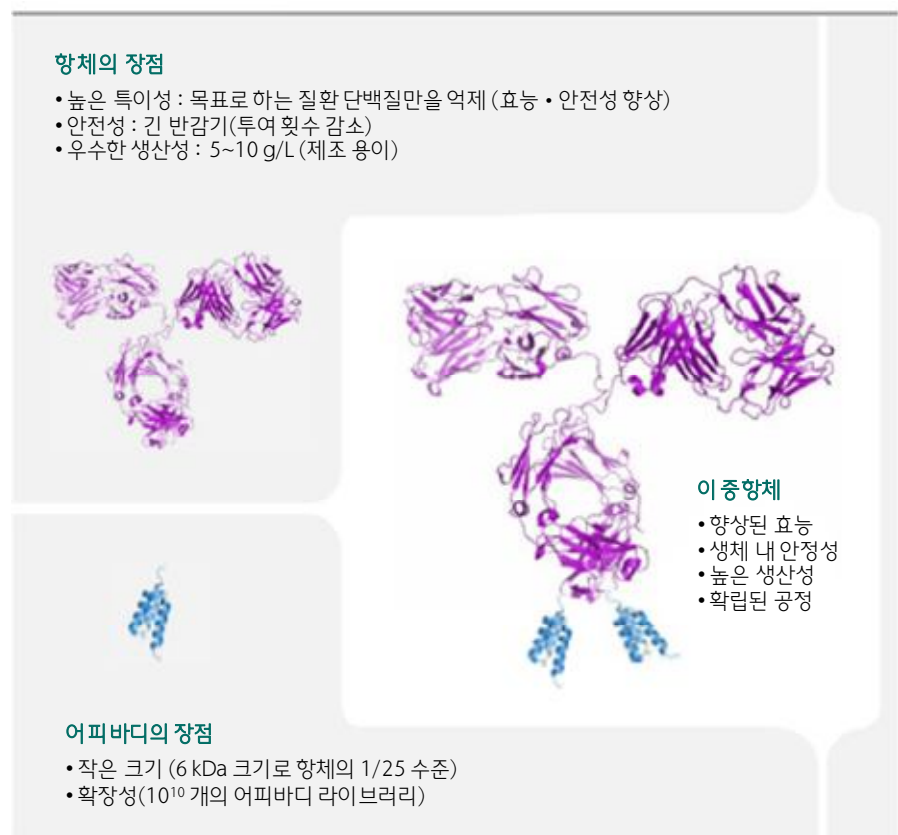 항체의 장점
• 높은 특이성 : 목표로 하는 질환 단백질만을 억제 (효능 • 안전성 향상)
• 안전성 : 긴 반감기(투여 횟수 감소)
• 우수한 생산성 : 5~10 g/L (제조 용이)
이중항체
• 향상된 효능
• 생체 내 안정성
• 높은 생산성
• 확립된 공정
어피바디의 장점
• 작은 크기 (6 kDa 크기로 항체의 1/25 수준)
• 확장성(10¹⁰ 개의 어피바디 라이브러리)